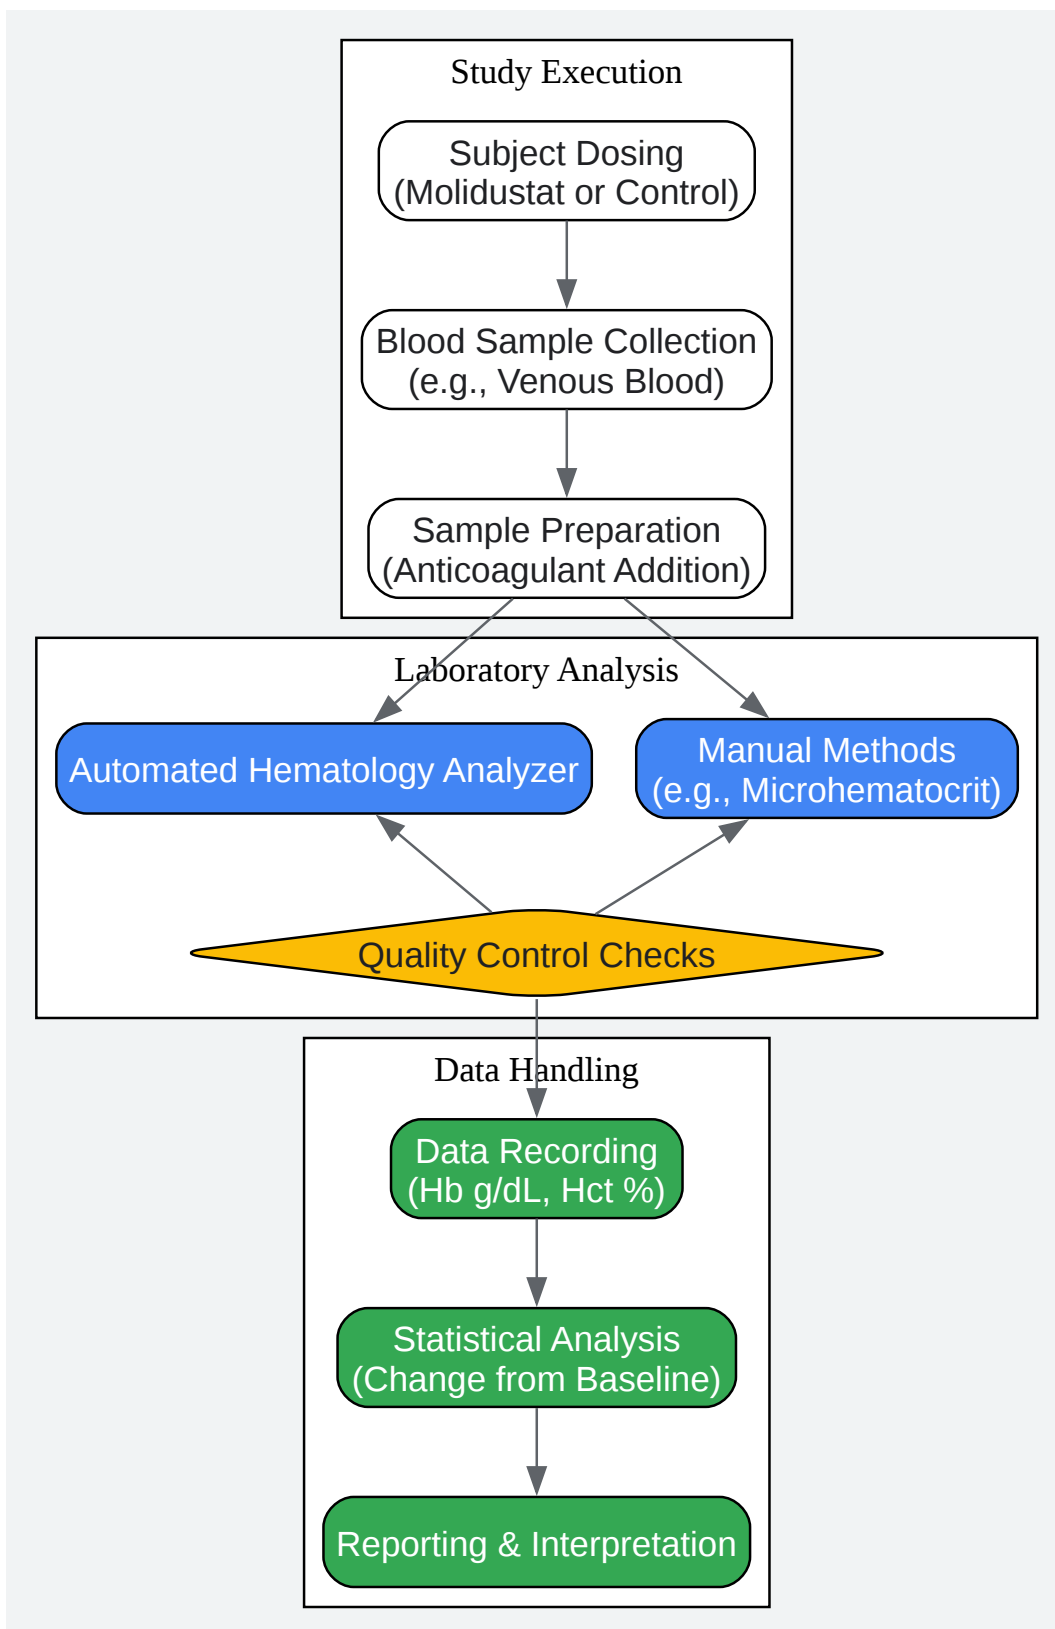 Study Execution
Subject Dosing
(Molidustat or Control)
Blood Sample Collection
(e.g., Venous Blood)
Sample Preparation
(Anticoagulant Addition)
Laboratory Analysis
Automated Hematology Analyzer
Manual Methods
(e.g., Microhematocrit)
Quality Control Checks
Data Handling
Data Recording
(Hb g/dL, Hct %)
Statistical Analysis
(Change from Baseline)
Reporting & Interpretation